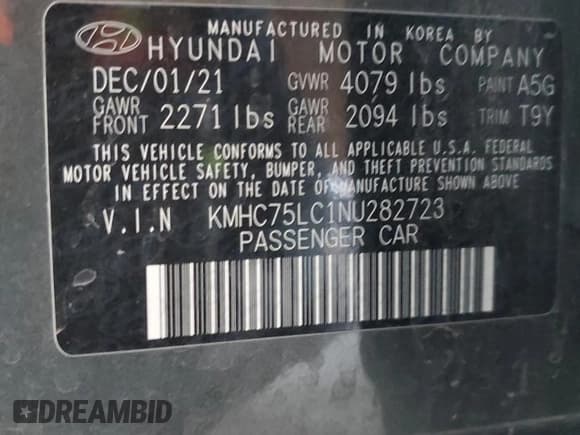 MANUFACTURED IN KOREA BY
HYUNDAI MOTOR COMPANY
DEC/01/21 GVWR 4079 lbs PAINT A5G
GAWR FRONT 2271 lbs GAWR REAR 2094 lbs TRIM T9Y
THIS VEHICLE CONFORMS TO ALL APPLICABLE U.S.A. FEDERAL
MOTOR VEHICLE SAFETY, BUMPER, AND THEFT PREVENTION STANDARDS
IN EFFECT ON THE DATE OF MANUFACTURE SHOWN ABOVE.
V.I.N KMHC75LC1NU282723
PASSENGER CAR
DREAMBID